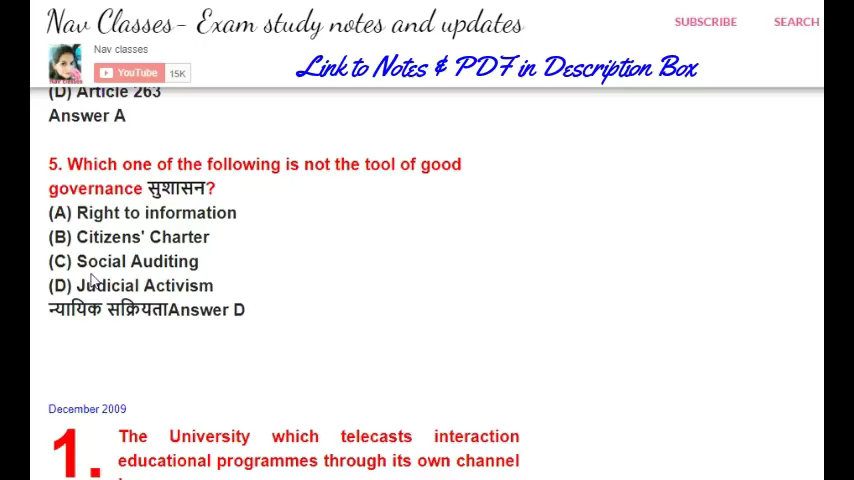 Nav Classes- Exam study notes and updates
SUBSCRIBE
SEARCH
Nav classes
YouTube 15K
Link to Notes & PDF in Description Box
(D) Article 263
Answer A
5. Which one of the following is not the tool of good
governance सुशासन?
(A) Right to information
(B) Citizens' Charter
(C) Social Auditing
(D) Judicial Activism
न्यायिक सक्रियताAnswer D
December 2009
1. The University which telecasts interaction
educational programmes through its own channel